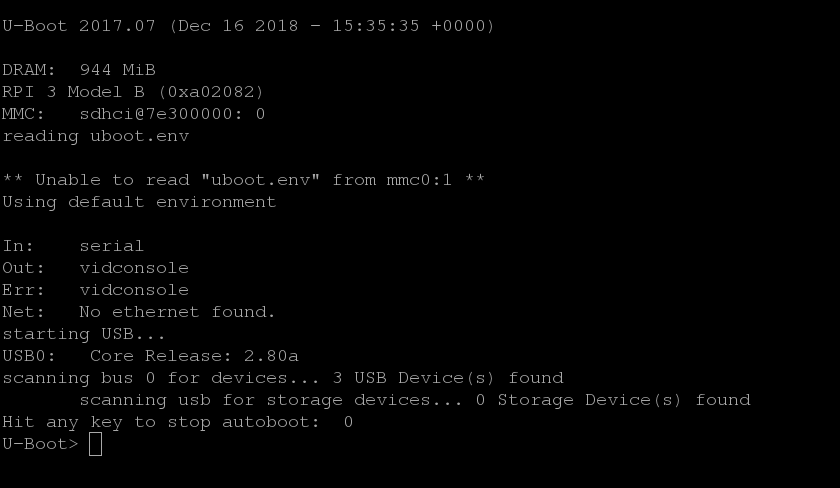 U-Boot 2017.07 (Dec 16 2018 - 15:35:35 +0000)
DRAM:  944 MiB
RPI 3 Model B (0xa02082)
MMC:   sdhci@7e300000: 0
reading uboot.env
** Unable to read "uboot.env" from mmc0:1 **
Using default environment
In:    serial
Out:   vidconsole
Err:   vidconsole
Net:   No ethernet found.
starting USB...
USB0:   Core Release: 2.80a
scanning bus 0 for devices... 3 USB Device(s) found
       scanning usb for storage devices... 0 Storage Device(s) found
Hit any key to stop autoboot:  0
U-Boot>